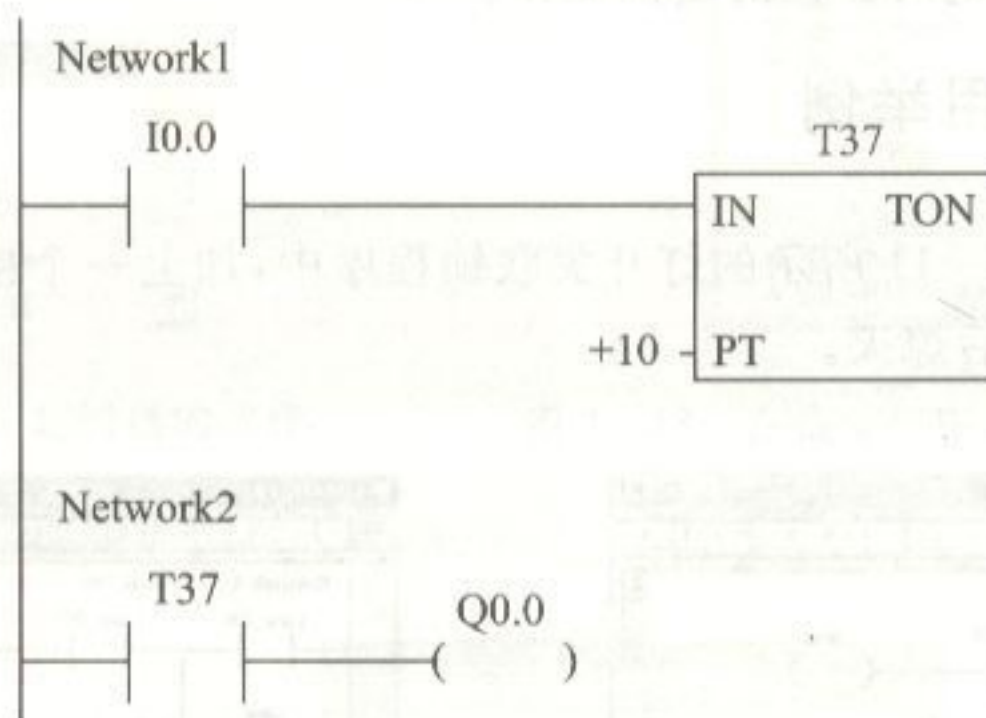 Network1
I0.0
T37
IN TON
+10 PT
Network2
T37
Q0.0